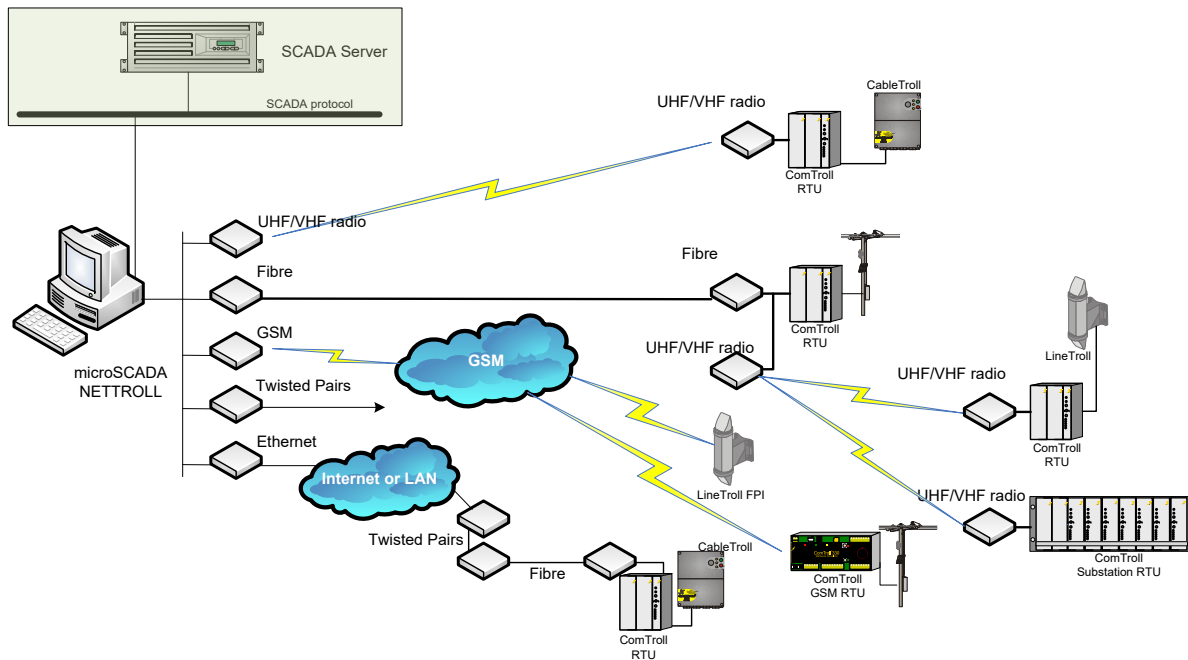 SCADA Server
SCADA protocol
CableTroll
UHF/VHF radio
ComTroll
RTU
UHF/VHF radio
Fibre
Fibre
ComTroll
RTU
GSM
GSM
UHF/VHF radio
LineTroll
microSCADA
NETTROLL
Twisted Pairs
UHF/VHF radio
ComTroll
RTU
Ethernet
Internet or LAN
LineTroll FPI
UHF/VHF radio
Twisted Pairs
CableTroll
Fibre
ComTroll
GSM RTU
ComTroll
Substation RTU
ComTroll
RTU